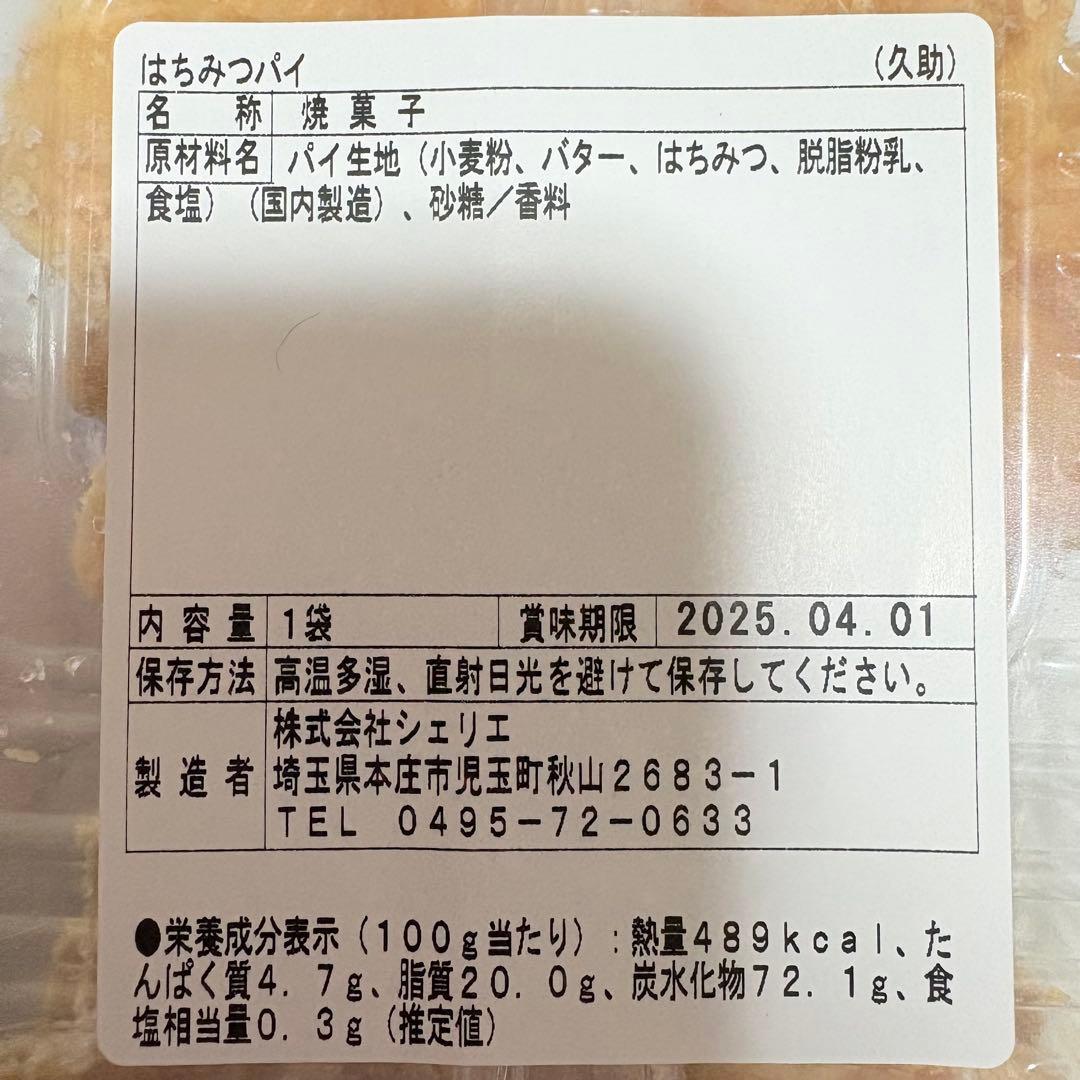 はちみつパイ （久助）
名称 焼菓子
原材料名 パイ生地（小麦粉、バター、はちみつ、脱脂粉乳、
食塩）（国内製造）、砂糖／香料
内容量 1袋 賞味期限 2025.04.01
保存方法 高温多湿、直射日光を避けて保存してください。
製造者 株式会社シェリエ
埼玉県本庄市児玉町秋山２６８３－１
ＴＥＬ ０４９５－７２－０６３３
●栄養成分表示（１００ｇ当たり）：熱量４８９ｋｃａｌ、た
んぱく質４．７ｇ、脂質２０．０ｇ、炭水化物７２．１ｇ、食
塩相当量０．３ｇ（推定値）